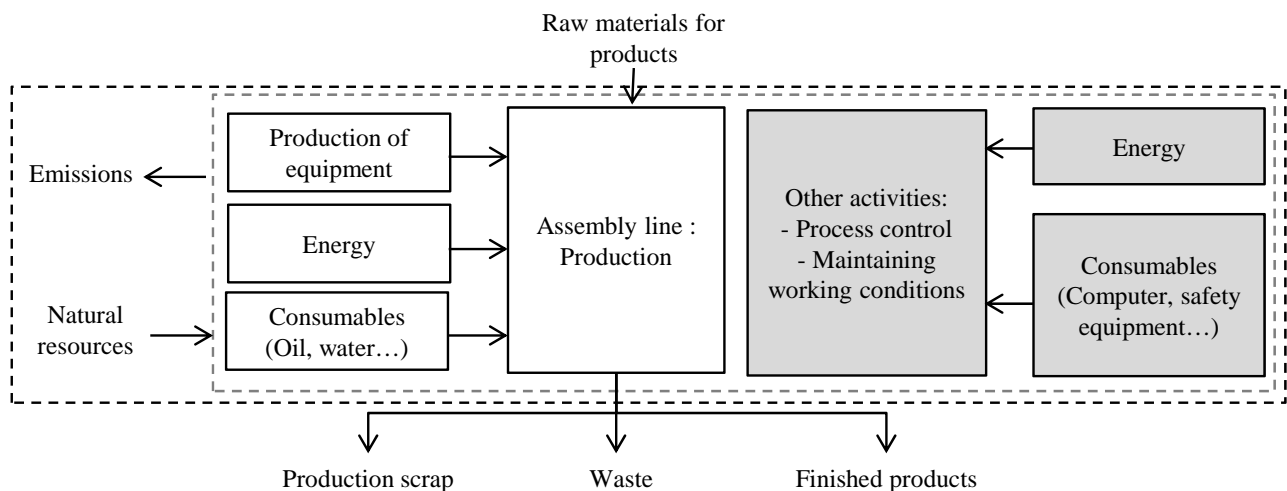 Raw materials for
products
Production of
equipment
Emissions
Energy
Natural
resources
Consumables
(Oil, water…)
Assembly line :
Production
Other activities:
- Process control
- Maintaining
working conditions
Energy
Consumables
(Computer, safety
equipment…)
Production scrap
Waste
Finished products